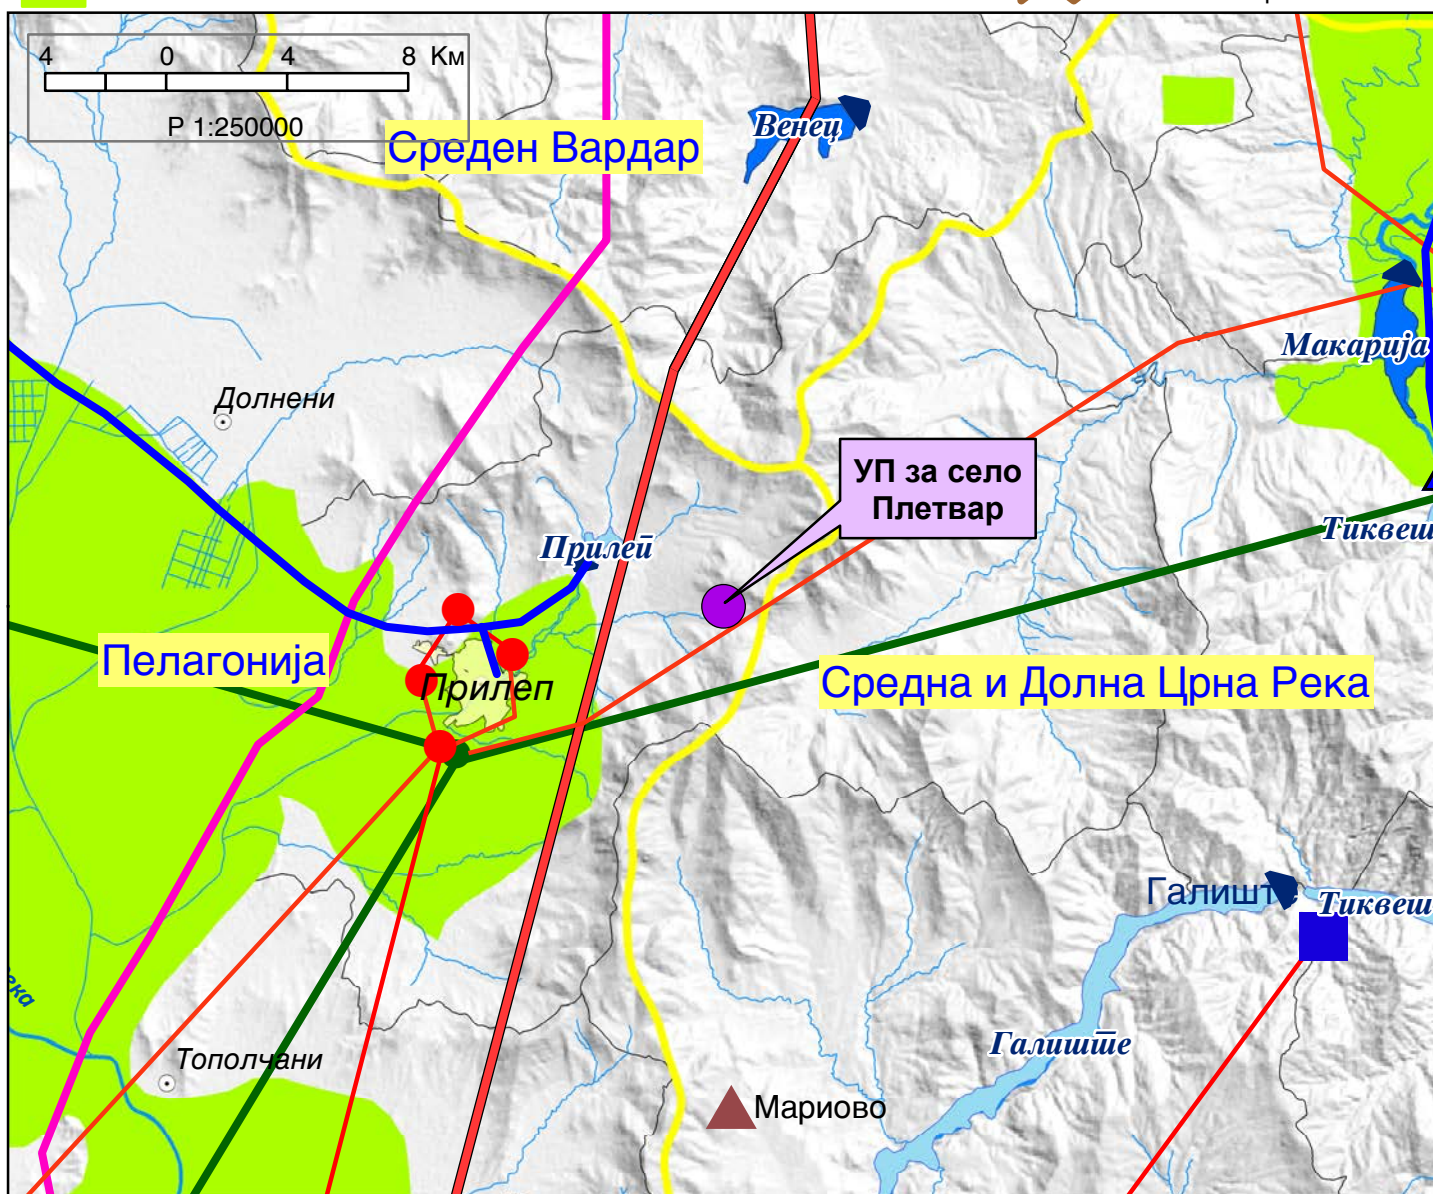 4 0 4 8 Км
Р 1:250000
Среден Вардар
Венец
Макарија
Долнени
УП за село
Плетвар
Прилеп
Тиквеш
Пелагонија
Прилеп
Средна и Долна Црна Река
Галиште
Тиквеш
Галиште
Тополчани
Мариово